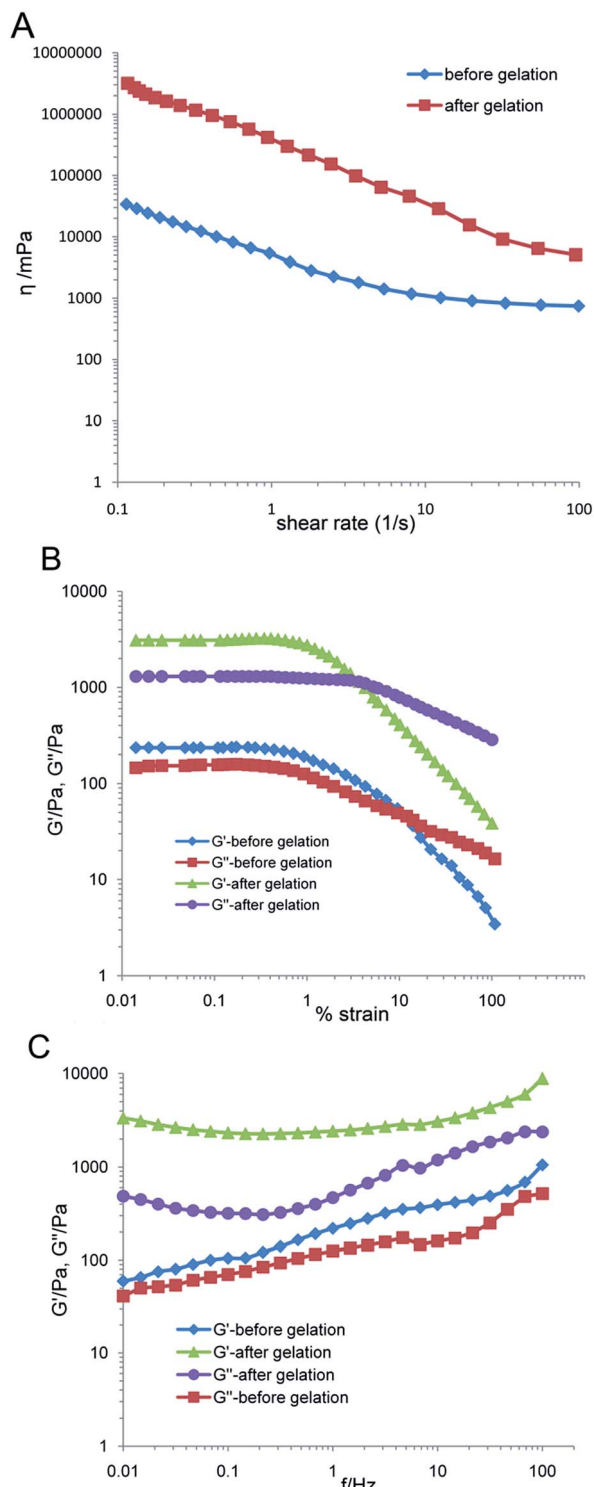 A
10000000
1000000
100000
10000
1000
100
10
1
η /mPa
before gelation
after gelation
0.1 1 10 100
shear rate (1/s)
B
10000
1000
100
10
1
G'/Pa, G''/Pa
G'-before gelation
G''-before gelation
G'-after gelation
G''-after gelation
0.01 0.1 1 10 100
% strain
C
10000
1000
100
10
1
G'/Pa, G''/Pa
G'-before gelation
G'-after gelation
G''-after gelation
G''-before gelation
0.01 0.1 1 10 100
f/Hz